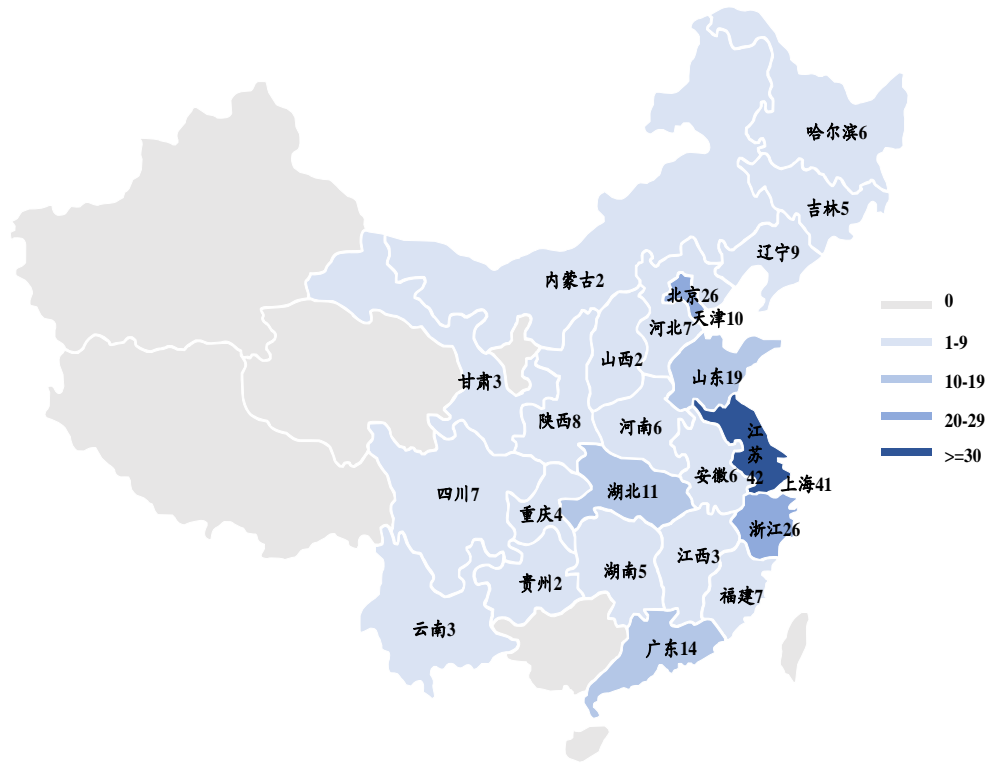 哈尔滨6
吉林5
辽宁9
内蒙古2
北京26
天津10
河北7
山西2
山东19
甘肃3
陕西8
河南6
江
苏
42
安徽6
上海41
四川7
湖北11
重庆4
浙江26
江西3
湖南5
贵州2
福建7
云南3
广东14
0
1-9
10-19
20-29
>=30